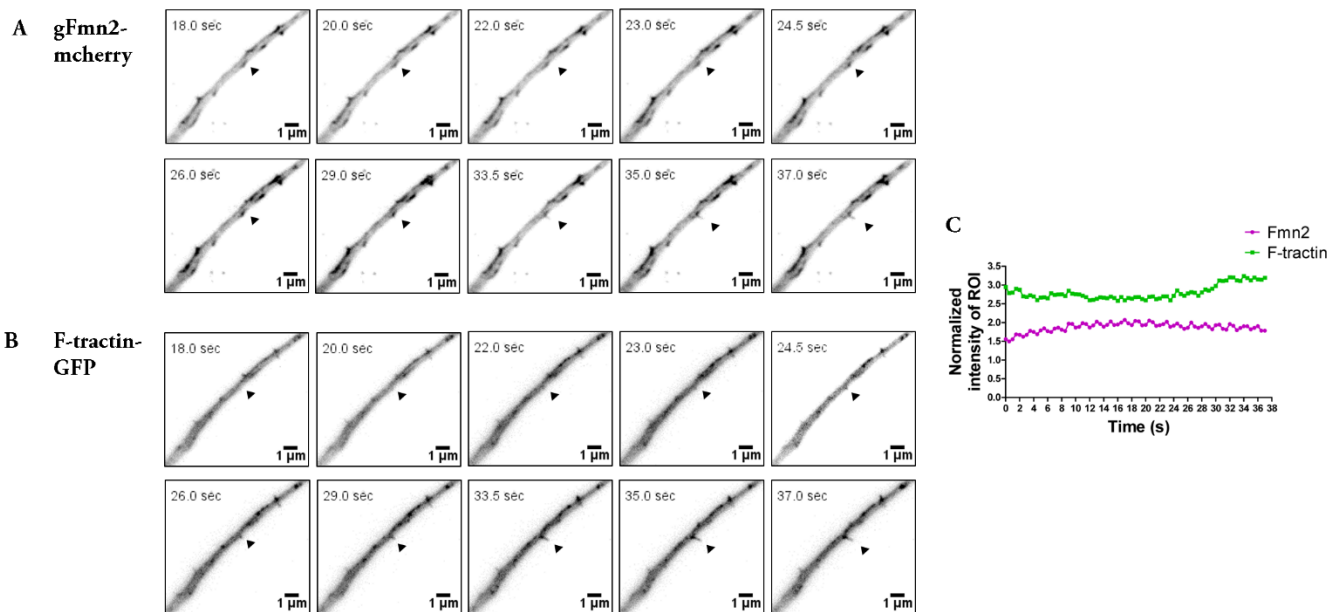 A gFmn2-
mcherry
18.0 sec 20.0 sec 22.0 sec 23.0 sec 24.5 sec
1 µm 1 µm 1 µm 1 µm 1 µm
26.0 sec 29.0 sec 33.5 sec 35.0 sec 37.0 sec
1 µm 1 µm 1 µm 1 µm 1 µm
B F-tractin-
GFP
18.0 sec 20.0 sec 22.0 sec 23.0 sec 24.5 sec
1 µm 1 µm 1 µm 1 µm 1 µm
26.0 sec 29.0 sec 33.5 sec 35.0 sec 37.0 sec
1 µm 1 µm 1 µm 1 µm 1 µm
C
Fmn2
F-tractin
Normalized
intensity of ROI
3.5
3.0
2.5
2.0
1.5
1.0
0.5
0.0
0 2 4 6 8 10 12 14 16 18 20 22 24 26 28 30 32 34 36 38
Time (s)